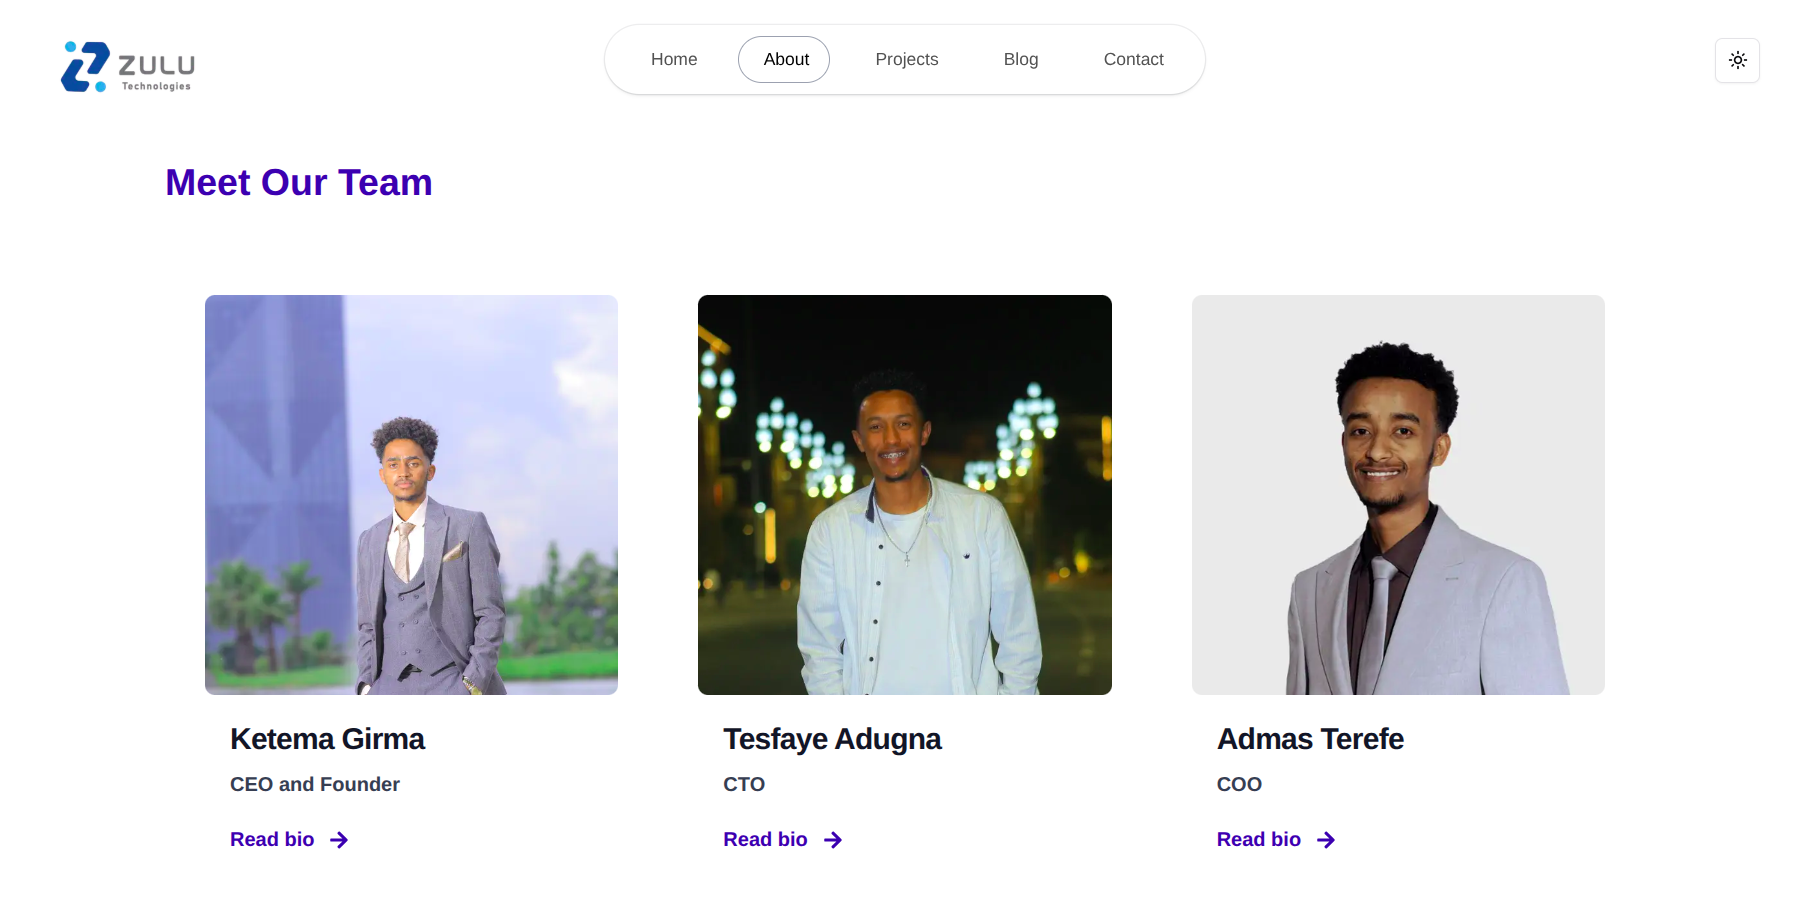 ZULU
Technologies
Home
About
Projects
Blog
Contact
Meet Our Team
Ketema Girma
CEO and Founder
Read bio
Tesfaye Adugna
CTO
Read bio
Admas Terefe
COO
Read bio